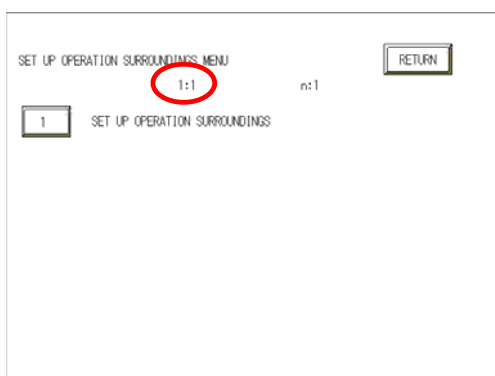 SET UP OPERATION SURROUNDINGS MENU
RETURN
1:1 n:1
1 SET UP OPERATION SURROUNDINGS